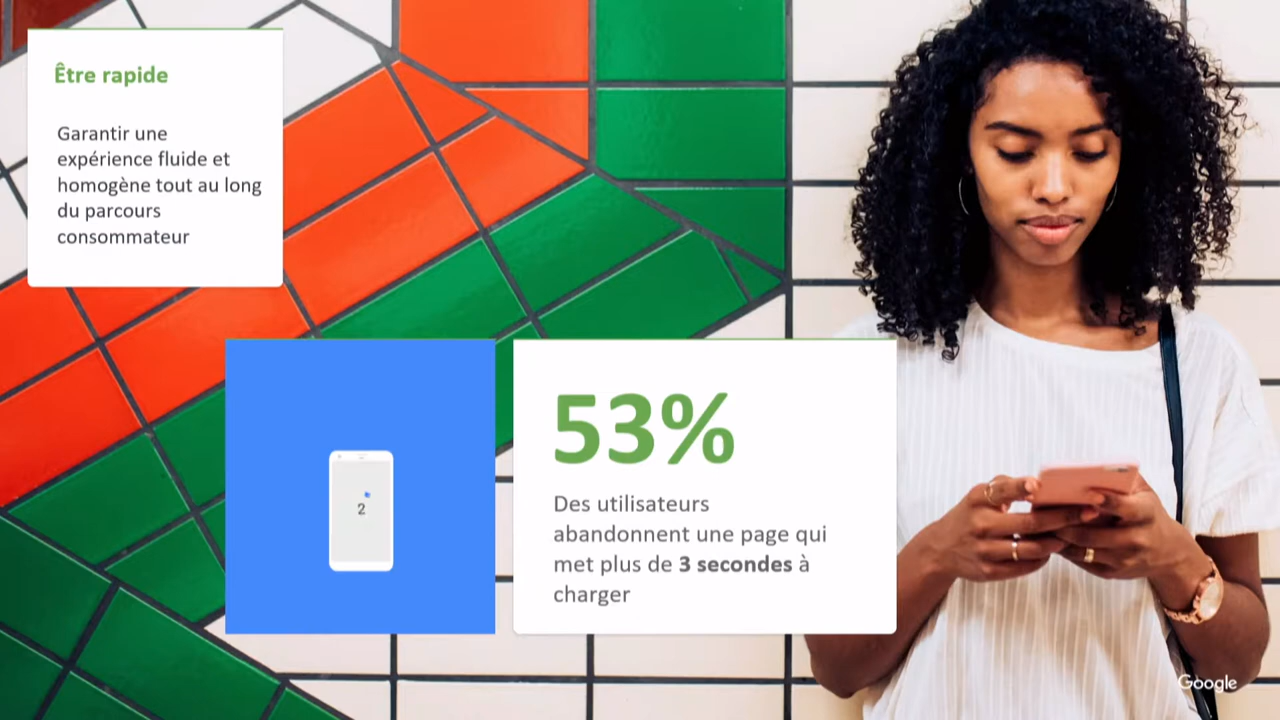 Être rapide
Garantir une
expérience fluide et
homogène tout au long
du parcours
consommateur
2
53%
Des utilisateurs
abandonnent une page qui
met plus de 3 secondes à
charger
Google